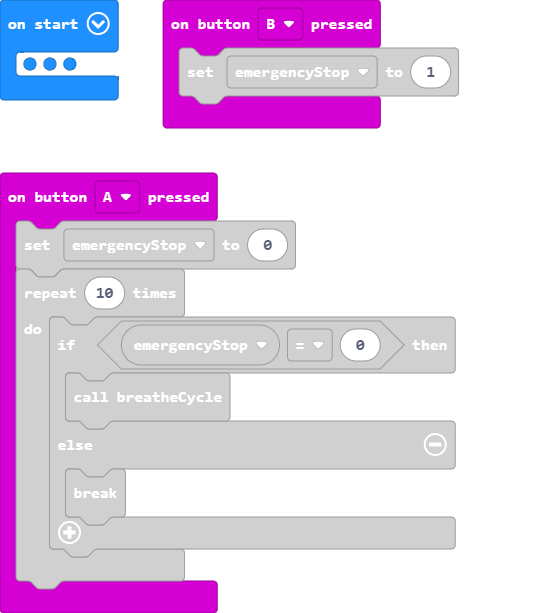 on start
on button B pressed
set emergencyStop to 1
on button A pressed
set emergencyStop to 0
repeat 10 times
do
if emergencyStop = 0 then
call breatheCycle
else
break